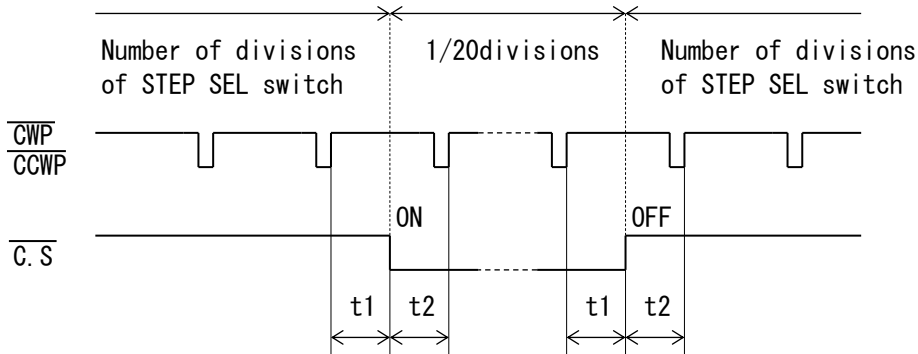 Number of divisions
of STEP SEL switch
1/20divisions
Number of divisions
of STEP SEL switch
CWP
CCWP
ON
OFF
C.S
t1
t2
t1
t2